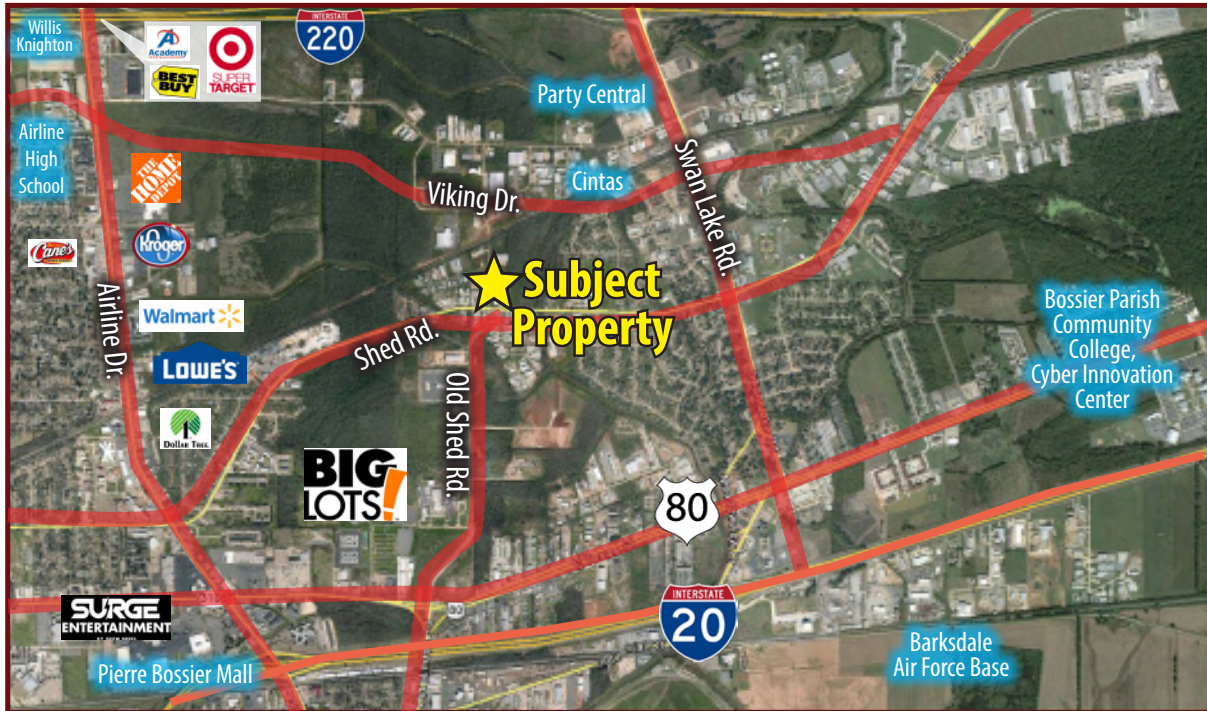 Willis
Knighton
Academy
BEST
BUY
SUPER
TARGET
INTERSTATE
220
Party Central
Airline
High
School
THE
HOME
DEPOT
Viking Dr.
Cintas
Swan Lake Rd.
Cane's
Kroger
Subject
Property
Airline Dr.
Walmart
Shed Rd.
LOWE'S
Old Shed Rd.
Bossier Parish
Community
College,
Cyber Innovation
Center
DOLLAR TREE
BIG
LOTS!
80
80
INTERSTATE
20
SURGE
ENTERTAINMENT
Pierre Bossier Mall
Barksdale
Air Force Base